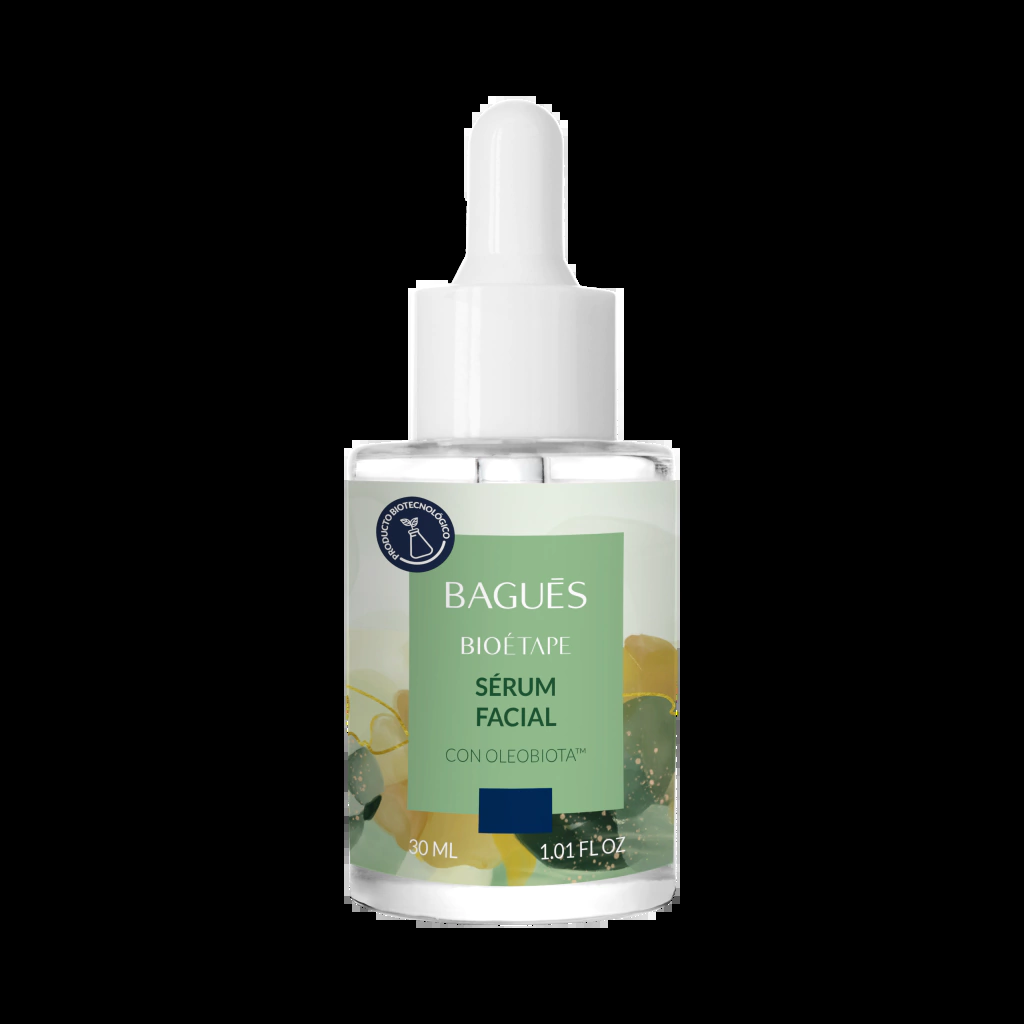 PRODUCTO BIOTECNOLÓGICO
BAGUĒS
BIOÉTAPE
SÉRUM
FACIAL
CON OLEOBIOTA™
30 ML
1.01 FL OZ